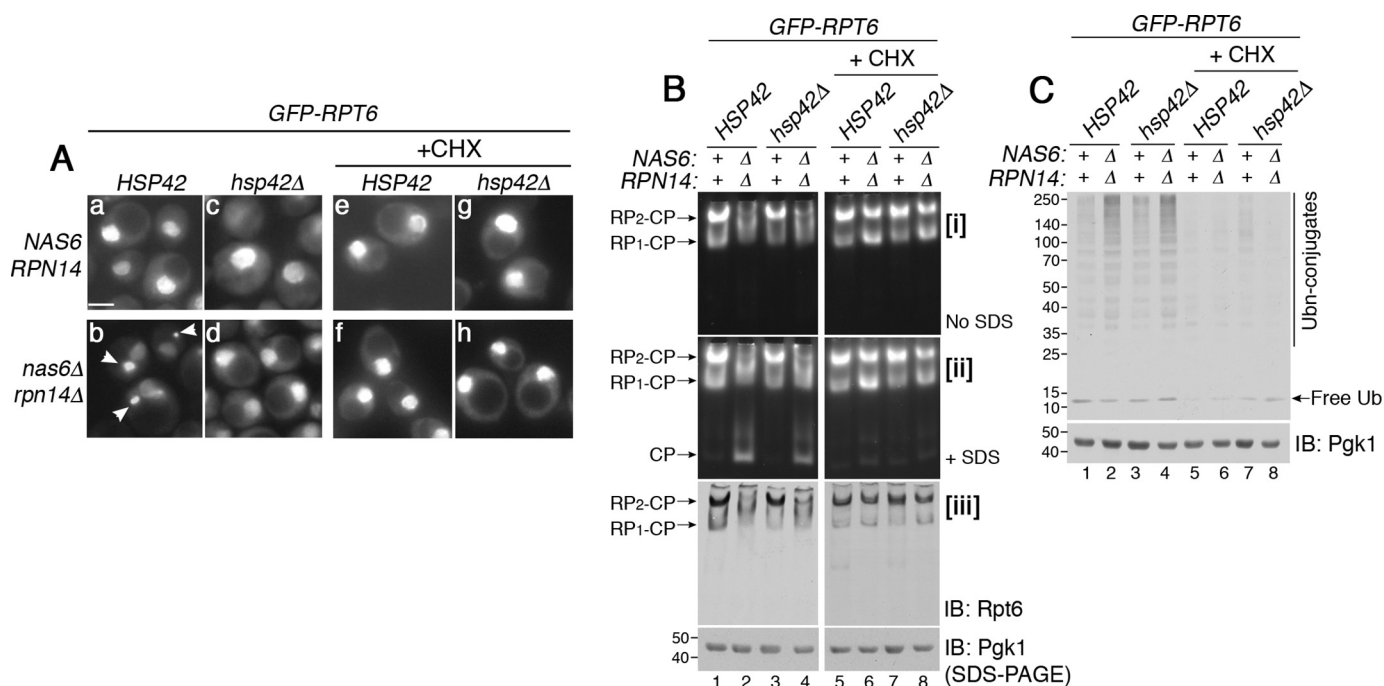 A
GFP-RPT6
+CHX
HSP42
hsp42Δ
HSP42
hsp42Δ
NAS6
RPN14
a
c
e
g
nas6Δ
rpn14Δ
b
d
f
h
B
GFP-RPT6
+ CHX
HSP42
hsp42Δ
HSP42
hsp42Δ
NAS6: + Δ + Δ + Δ + Δ
RPN14: + Δ + Δ + Δ + Δ
RP2-CP
RP1-CP
[i]
No SDS
RP2-CP
RP1-CP
[ii]
CP
+ SDS
RP2-CP
RP1-CP
[iii]
IB: Rpt6
50
40
IB: Pgk1
(SDS-PAGE)
1 2 3 4 5 6 7 8
C
GFP-RPT6
+ CHX
HSP42
hsp42Δ
HSP42
hsp42Δ
NAS6: + Δ + Δ + Δ + Δ
RPN14: + Δ + Δ + Δ + Δ
250
140
100
70
50
40
35
25
15
10
Ubn-conjugates
Free Ub
50
40
IB: Pgk1
1 2 3 4 5 6 7 8